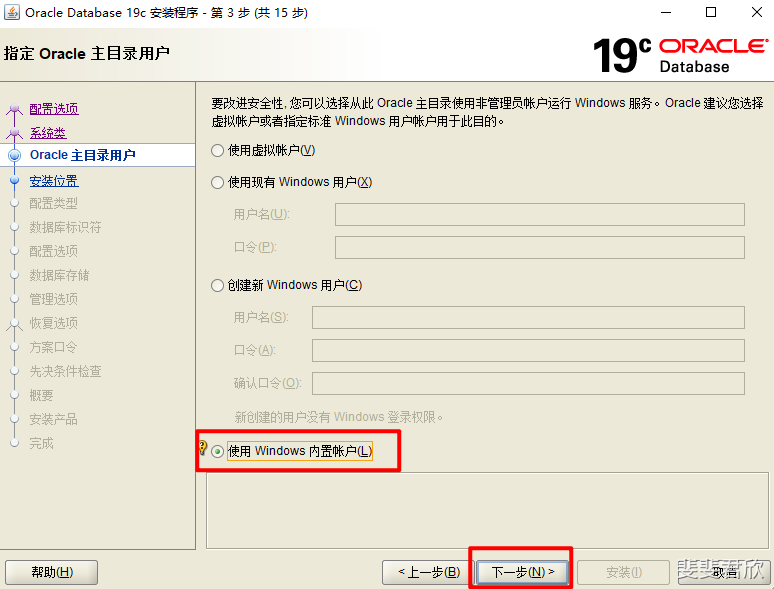 Oracle Database 19c 安装程序 - 第 3 步 (共 15 步)
指定 Oracle 主目录用户
19c ORACLE
Database
配置选项
系统类
Oracle 主目录用户
安装位置
配置类型
数据库标识符
配置选项
数据库存储
管理选项
恢复选项
方案口令
先决条件检查
概要
安装产品
完成
要改进安全性, 您可以选择从此 Oracle 主目录使用非管理员帐户运行 Windows 服务。Oracle 建议您选择
虚拟帐户或者指定标准 Windows 用户帐户用于此目的。
使用虚拟帐户(V)
使用现有 Windows 用户(X)
用户名(U):
口令(P):
创建新 Windows 用户(C)
用户名(S):
口令(A):
确认口令(O):
新创建的用户没有 Windows 登录权限。
使用 Windows 内置帐户(L)
帮助(H)
< 上一步(B)
下一步(N) >
安装(I)
取消
斐斐君欣